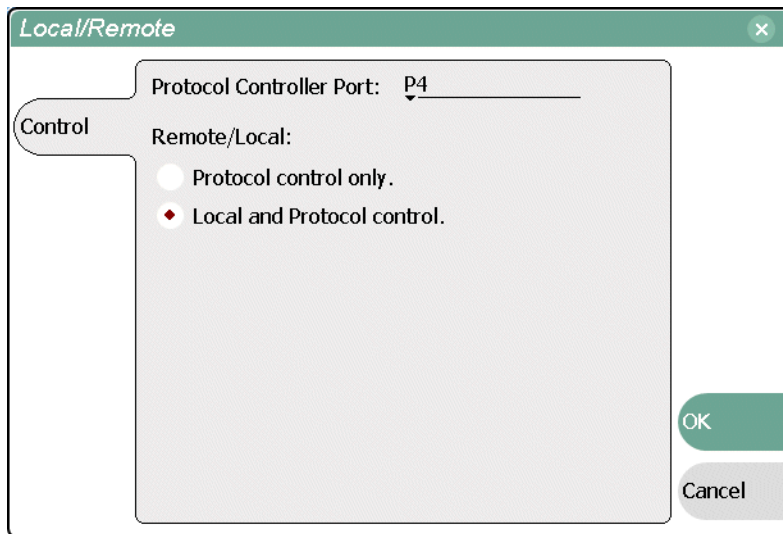 Local/Remote
Control
Protocol Controller Port: P4
Remote/Local:
Protocol control only.
Local and Protocol control.
OK
Cancel